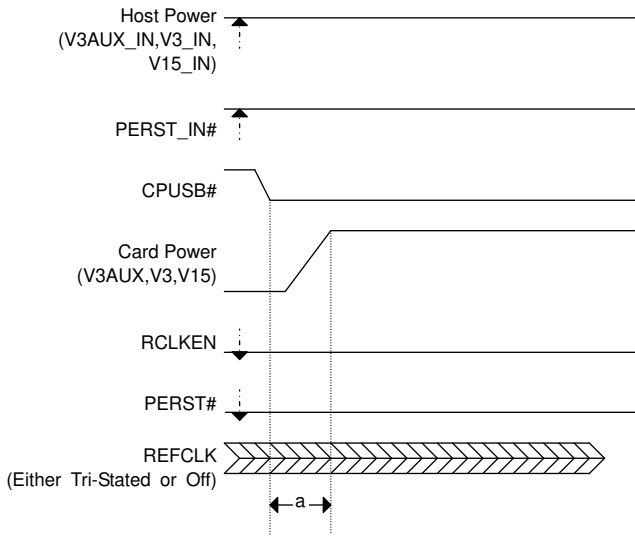 Host Power
(V3AUX_IN,V3_IN,
V15_IN)
PERST_IN#
CPUSB#
Card Power
(V3AUX,V3,V15)
RCLKEN
PERST#
REFCLK
(Either Tri-Stated or Off)
a